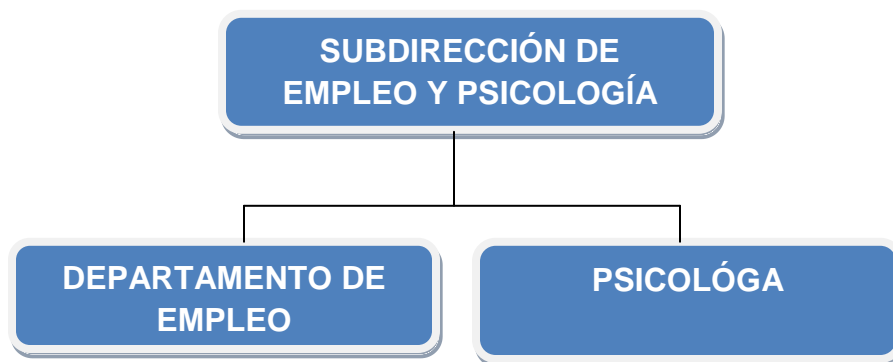 SUBDIRECCIÓN DE
EMPLEO Y PSICOLOGÍA
DEPARTAMENTO DE
EMPLEO
PSICOLÓGA